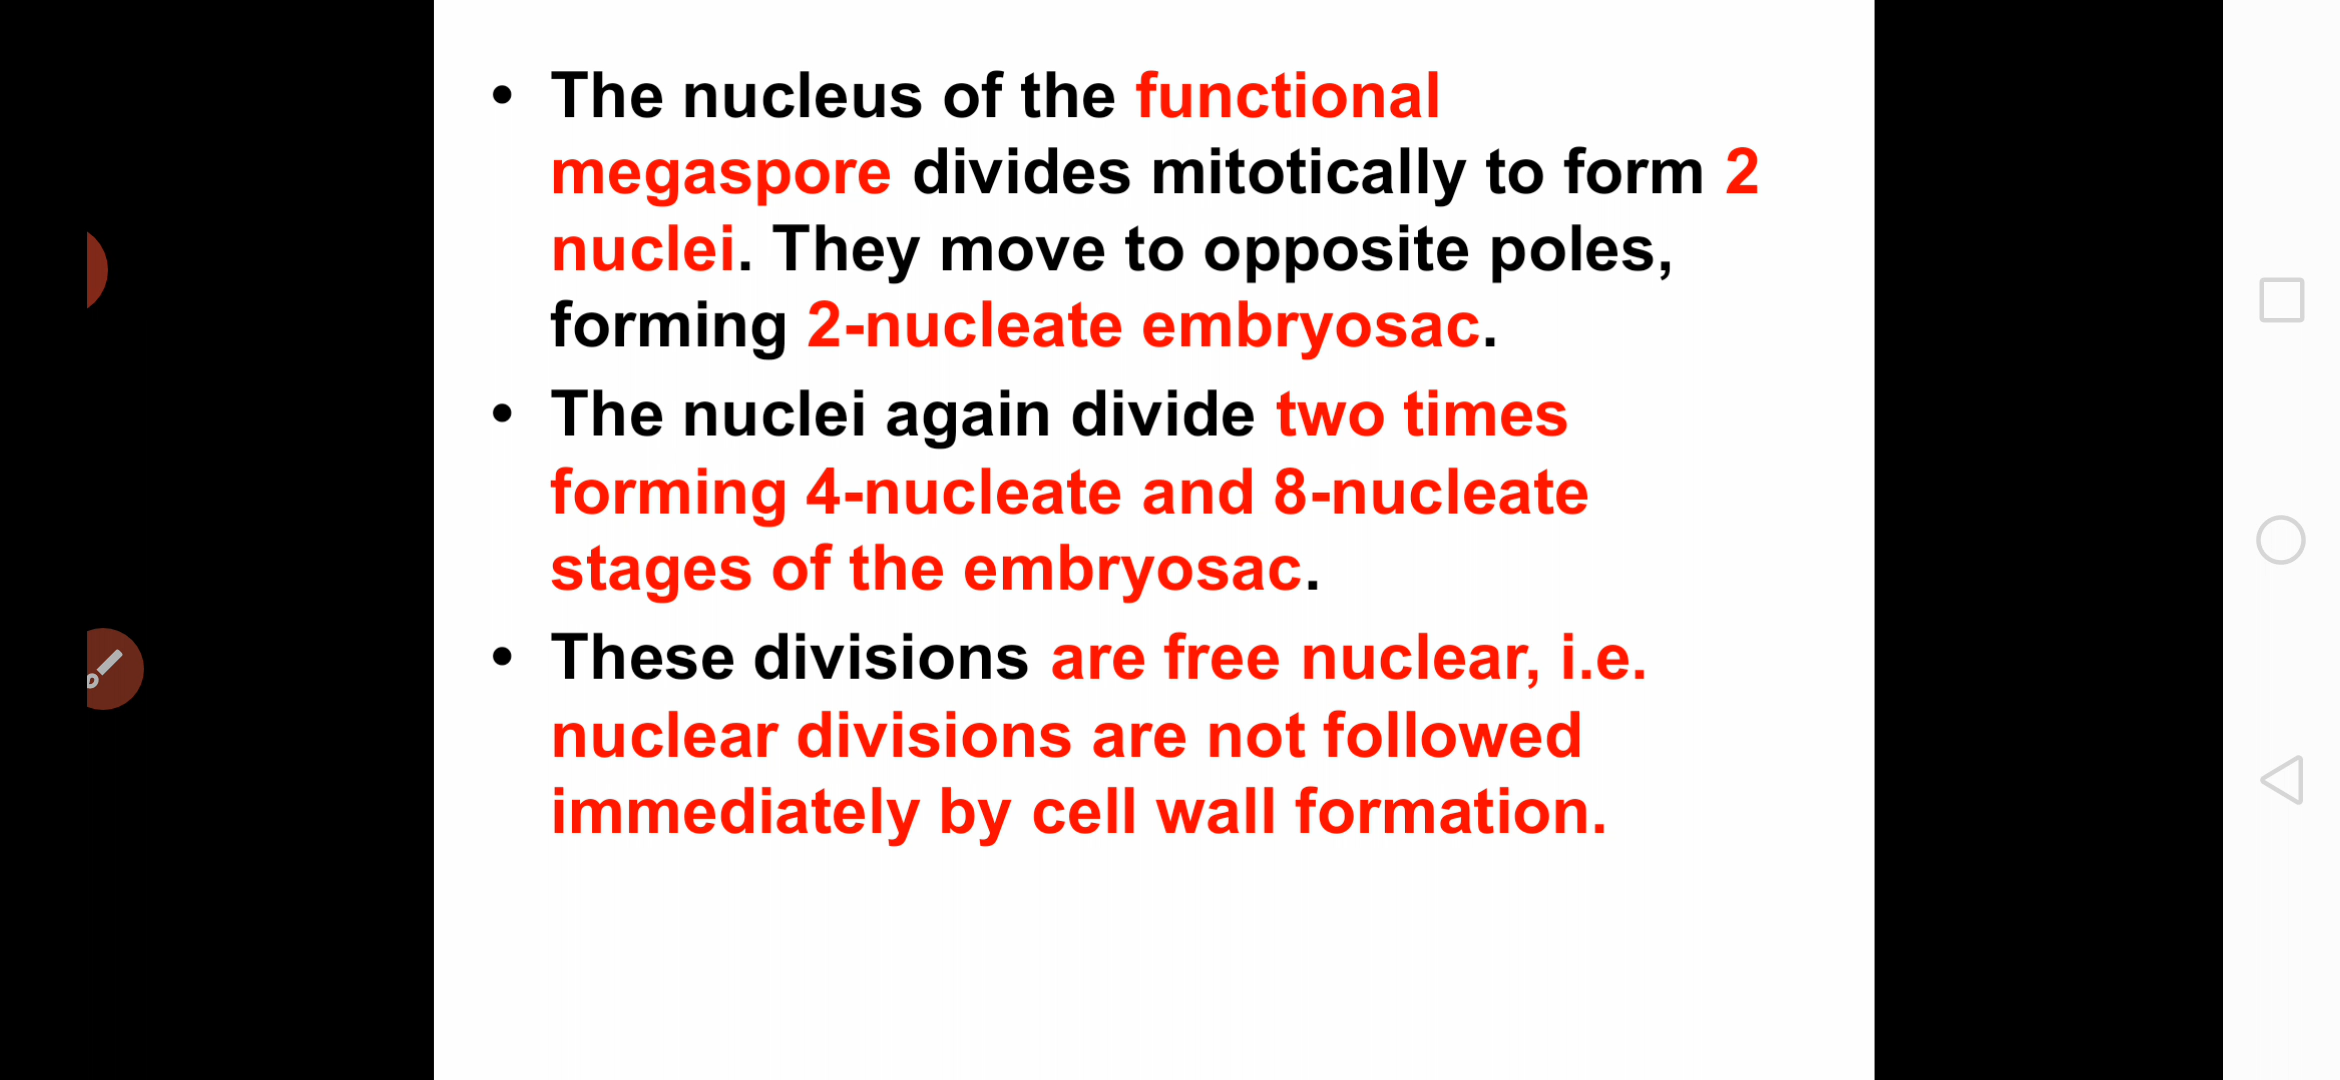 • The nucleus of the functional
megaspore divides mitotically to form 2
nuclei. They move to opposite poles,
forming 2-nucleate embryosac.
• The nuclei again divide two times
forming 4-nucleate and 8-nucleate
stages of the embryosac.
• These divisions are free nuclear, i.e.
nuclear divisions are not followed
immediately by cell wall formation.